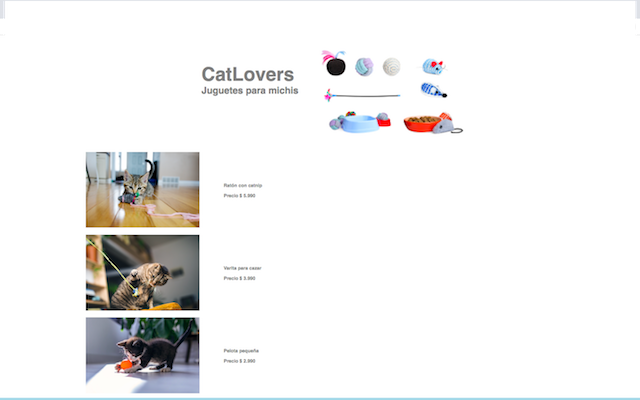 CatLovers
Juguetes para michis
Ratón con catnip
Precio $ 5.990
Varita para cazar
Precio $ 3.990
Pelota pequeña
Precio $ 2.990